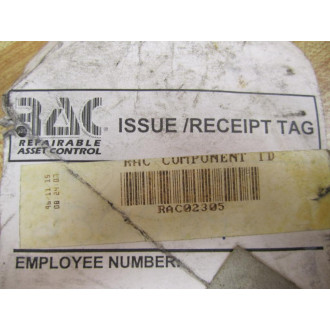 RAC
REPAIRABLE
ASSET CONTROL
ISSUE /RECEIPT TAG
RAC COMPONENT ID
RAC02305
EMPLOYEE NUMBER: